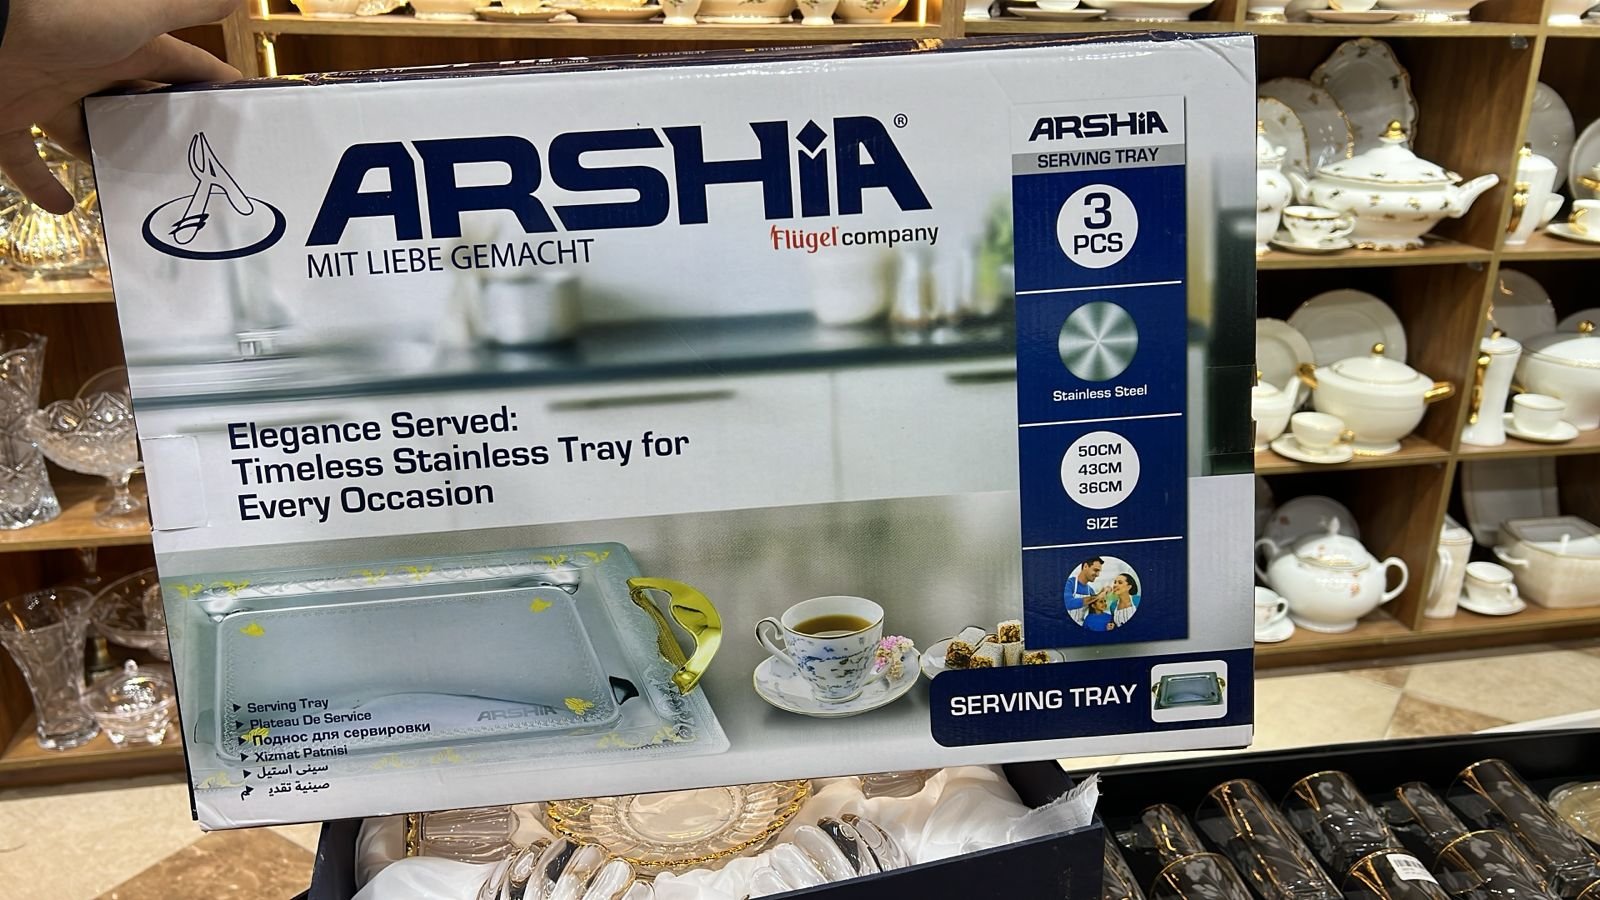 ARSHiA®
MIT LIEBE GEMACHT
Flügel company
Elegance Served:
Timeless Stainless Tray for
Every Occasion
Serving Tray
Plateau De Service
Поднос для сервировки
Xizmat Patnisi
سینی استیل
صينية تقديم
ARSHiA
ARSHiA
SERVING TRAY
3
PCS
Stainless Steel
50CM
43CM
36CM
SIZE
SERVING TRAY